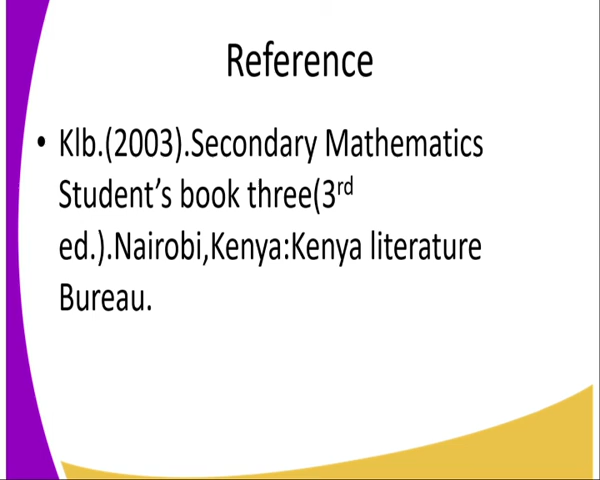 Reference
• Klb.(2003).Secondary Mathematics
Student’s book three(3rd
ed.).Nairobi,Kenya:Kenya literature
Bureau.